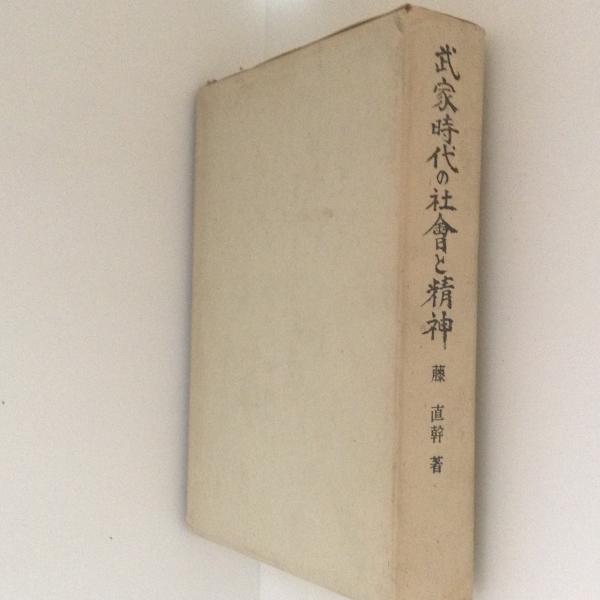 武家時代の社會と精神
藤 直幹 著